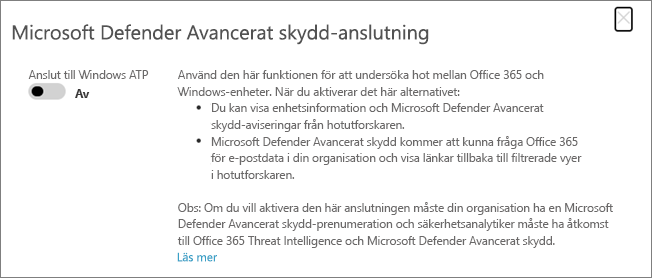 Microsoft Defender Avancerat skydd-anslutning
Anslut till Windows ATP
Av
Använd den här funktionen för att undersöka hot mellan Office 365 och
Windows-enheter. När du aktiverar det här alternativet:
• Du kan visa enhetsinformation och Microsoft Defender Avancerat
skydd-aviseringar från hotutforskaren.
• Microsoft Defender Avancerat skydd kommer att kunna fråga Office 365
för e-postdata i din organisation och visa länkar tillbaka till filtrerade vyer
i hotutforskaren.
Obs: Om du vill aktivera den här anslutningen måste din organisation ha en Microsoft
Defender Avancerat skydd-prenumeration och säkerhetsanalytiker måste ha åtkomst
till Office 365 Threat Intelligence och Microsoft Defender Avancerat skydd.
Läs mer